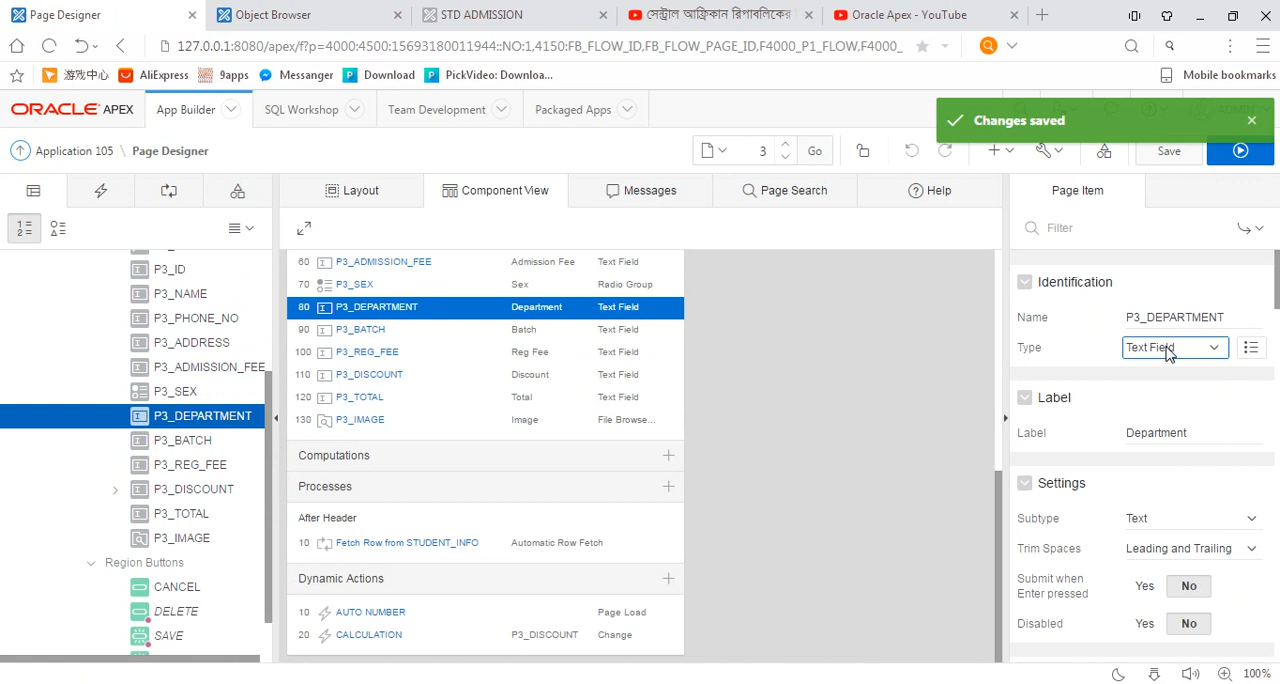 Page Designer
Object Browser
STD ADMISSION
সেন্ট্রাল আফ্রিকান রিপাবলিকের
Oracle Apex - YouTube
127.0.0.1:8080/apex/f?p=4000:4500:15693180011944::NO:1,4150:FB_FLOW_ID,FB_FLOW_PAGE_ID,F4000_P1_FLOW,F4000_
游戏中心
AliExpress
9apps
Messanger
Download
PickVideo: Downloa...
Mobile bookmarks
ORACLE APEX
App Builder
SQL Workshop
Team Development
Packaged Apps
Changes saved
Application 105 \ Page Designer
3
Go
Save
Layout
Component View
Messages
Page Search
Help
Page Item
Filter
P3_ID
P3_NAME
P3_PHONE_NO
P3_ADDRESS
P3_ADMISSION_FEE
P3_SEX
P3_DEPARTMENT
P3_BATCH
P3_REG_FEE
P3_DISCOUNT
P3_TOTAL
P3_IMAGE
Region Buttons
CANCEL
DELETE
SAVE
60 P3_ADMISSION_FEE Admission Fee Text Field
70 P3_SEX Sex Radio Group
80 P3_DEPARTMENT Department Text Field
90 P3_BATCH Batch Text Field
100 P3_REG_FEE Reg Fee Text Field
110 P3_DISCOUNT Discount Text Field
120 P3_TOTAL Total Text Field
130 P3_IMAGE Image File Browse...
Computations
Processes
After Header
10 Fetch Row from STUDENT_INFO Automatic Row Fetch
Dynamic Actions
10 AUTO NUMBER Page Load
20 CALCULATION P3_DISCOUNT Change
Identification
Name P3_DEPARTMENT
Type Text Field
Label
Label Department
Settings
Subtype Text
Trim Spaces Leading and Trailing
Submit when Enter pressed Yes No
Disabled Yes No
100%